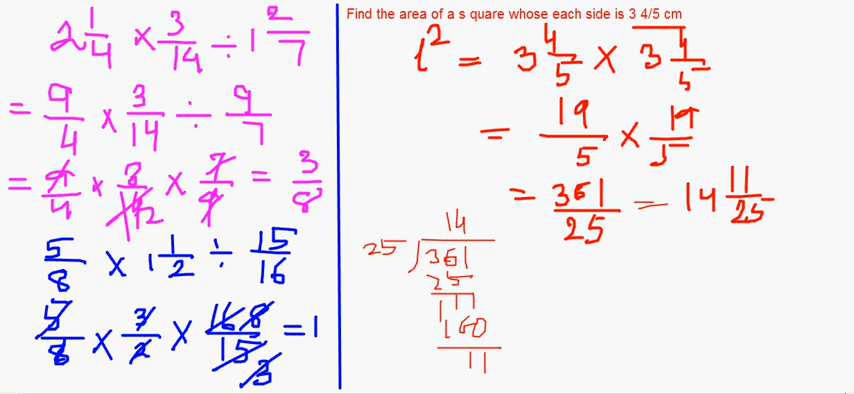 2 1/4 × 3/14 ÷ 1 2/7
= 9/4 × 3/14 ÷ 9/7
= 9/4 × 3/14 2 × 7/9 = 3/8
5/8 × 1 1/2 ÷ 15/16
5/8 × 3/2 × 16 8/15 3 = 1
Find the area of a s quare whose each side is 3 4/5 cm
l² = 3 4/5 × 3 4/5
= 19/5 × 19/5
= 361/25 = 14 11/25
14
25 361
25
111
100
11